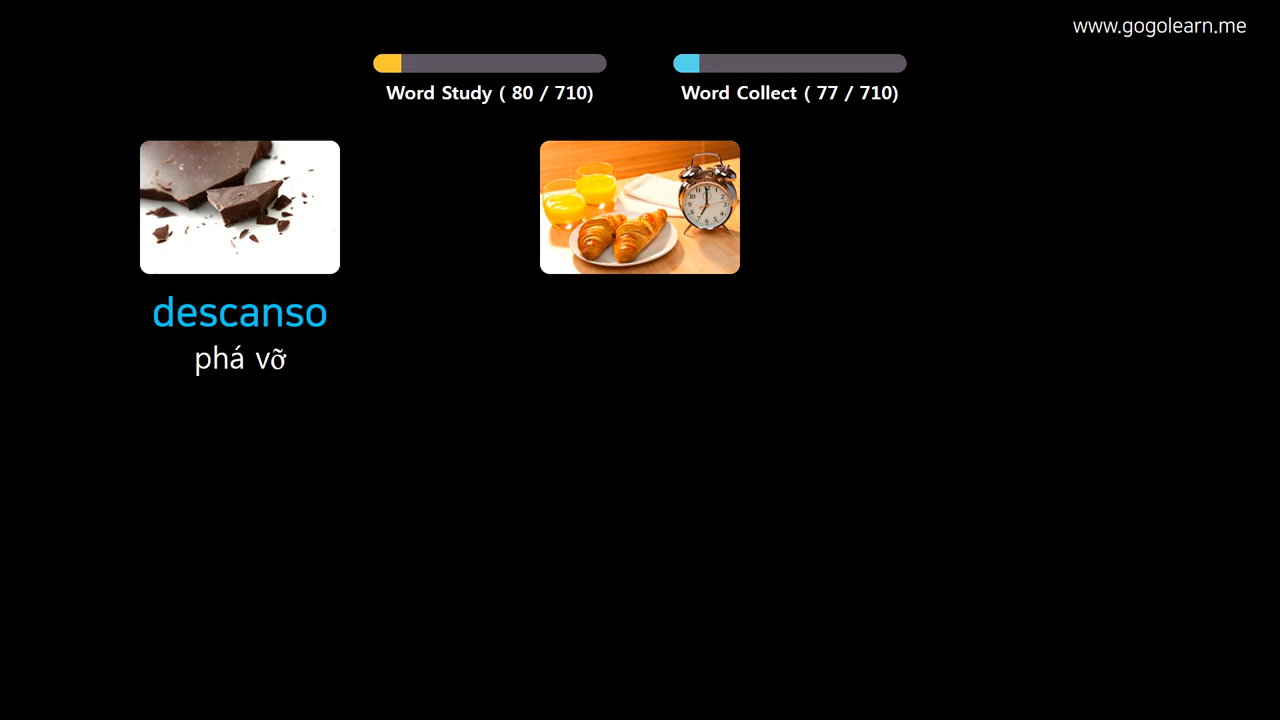 www.gogolearn.me
Word Study ( 80 / 710)
Word Collect ( 77 / 710)
descanso
phá vỡ